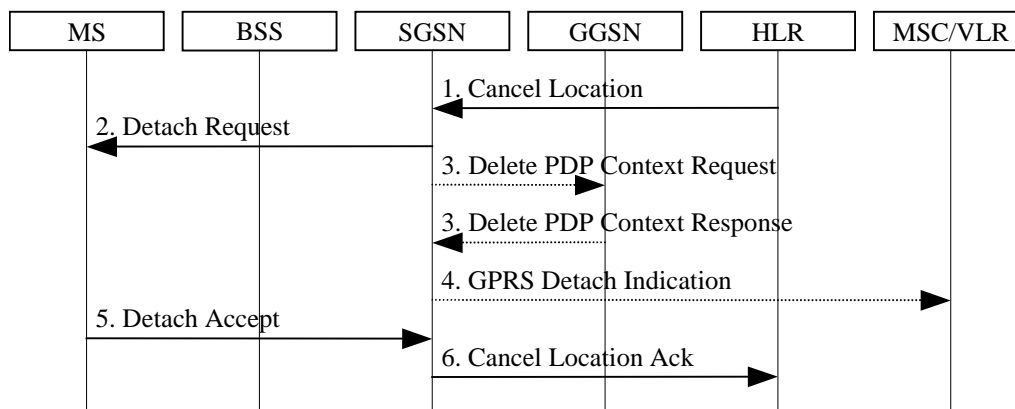 MS BSS SGSN GGSN HLR MSC/VLR
1. Cancel Location
2. Detach Request
3. Delete PDP Context Request
3. Delete PDP Context Response
4. GPRS Detach Indication
5. Detach Accept
6. Cancel Location Ack